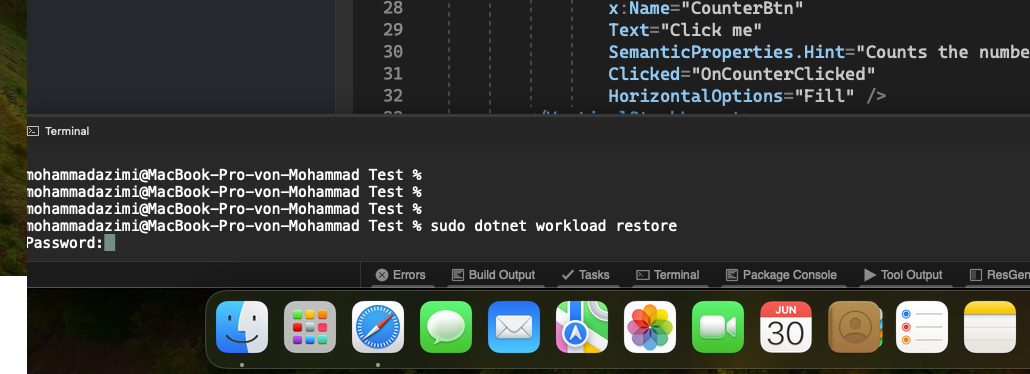 28 x:Name="CounterBtn"
29 Text="Click me"
30 SemanticProperties.Hint="Counts the numbe
31 Clicked="OnCounterClicked"
32 HorizontalOptions="Fill" />
Terminal
mohammadazimi@MacBook-Pro-von-Mohammad Test %
mohammadazimi@MacBook-Pro-von-Mohammad Test %
mohammadazimi@MacBook-Pro-von-Mohammad Test %
mohammadazimi@MacBook-Pro-von-Mohammad Test % sudo dotnet workload restore
Password:
Errors Build Output Tasks Terminal Package Console Tool Output ResGen
JUN
30